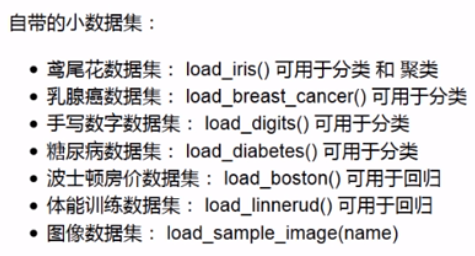 自带的小数据集：
• 鸢尾花数据集： load_iris() 可用于分类 和 聚类
• 乳腺癌数据集： load_breast_cancer() 可用于分类
• 手写数字数据集： load_digits() 可用于分类
• 糖尿病数据集： load_diabetes() 可用于分类
• 波士顿房价数据集： load_boston() 可用于回归
• 体能训练数据集： load_linnerud() 可用于回归
• 图像数据集： load_sample_image(name)